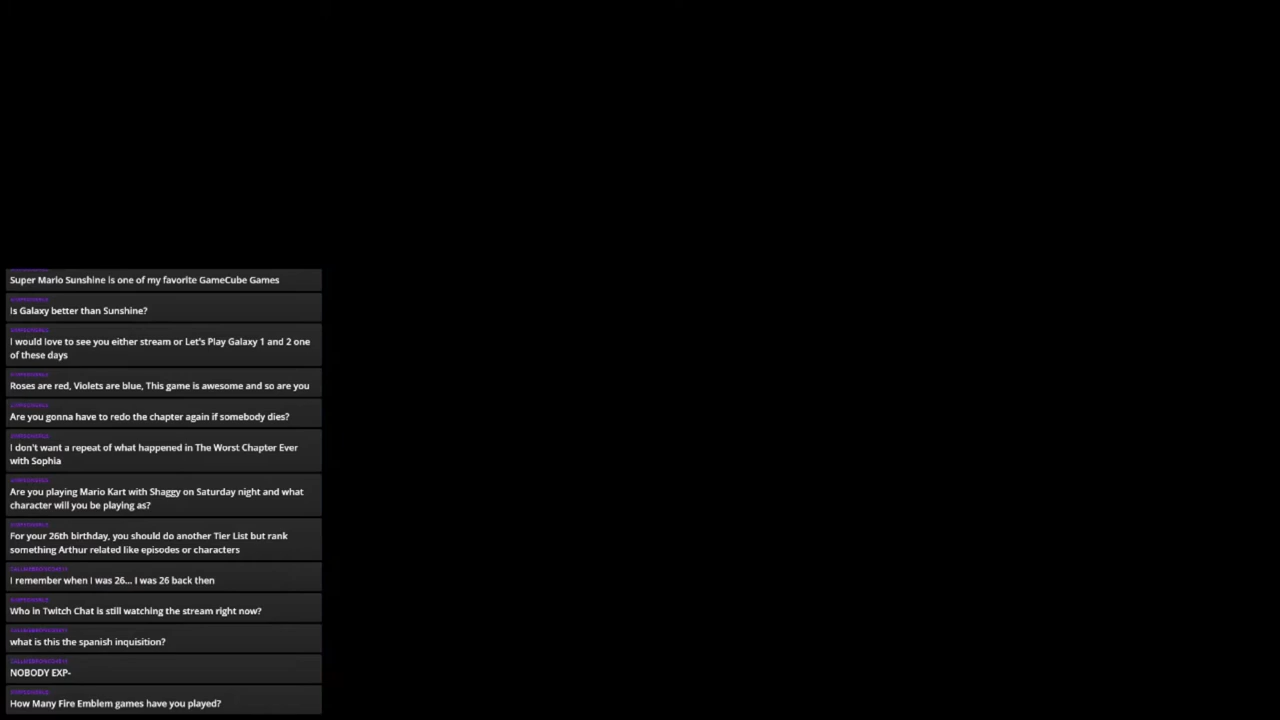 Super Mario Sunshine is one of my favorite GameCube Games
Is Galaxy better than Sunshine?
I would love to see you either stream or Let's Play Galaxy 1 and 2 one
of these days
Roses are red, Violets are blue, This game is awesome and so are you
Are you gonna have to redo the chapter again if somebody dies?
I don't want a repeat of what happened in The Worst Chapter Ever
with Sophia
Are you playing Mario Kart with Shaggy on Saturday night and what
character will you be playing as?
For your 26th birthday, you should do another Tier List but rank
something Arthur related like episodes or characters
I remember when I was 26... I was 26 back then
Who in Twitch Chat is still watching the stream right now?
what is this the spanish inquisition?
NOBODY EXP-
How Many Fire Emblem games have you played?